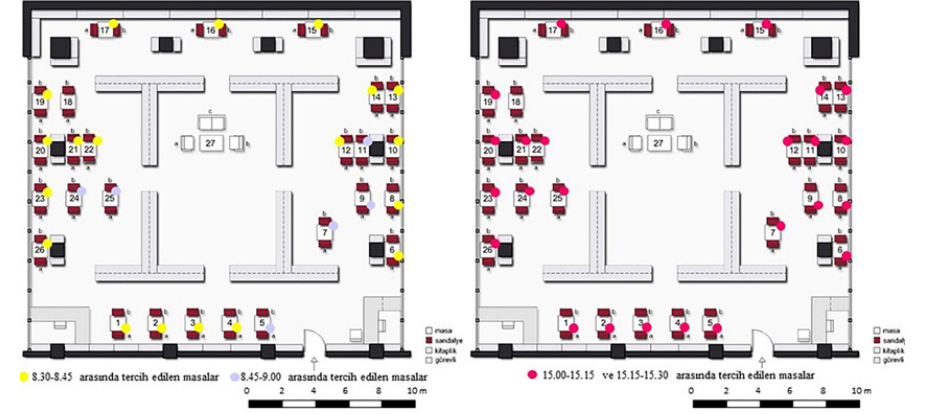 17 16 15
a b a b a b
19 18 14 13
c
20 21 22 a 27 b 12 11 10
23 24 25 9 8
7
26 6
1 2 3 4 5
masa
sandalye
kitaplık
görevli
8.30-8.45 arasında tercih edilen masalar 8.45-9.00 arasında tercih edilen masalar
0 2 4 6 8 10 m
17 16 15
a b a b a b
19 18 14 13
c
20 21 22 a 27 b 12 11 10
23 24 25 9 8
7
26 6
1 2 3 4 5
masa
kitaplık
görevli
15.00-15.15 ve 15.15-15.30 arasında tercih edilen masalar
0 2 4 6 8 10 m